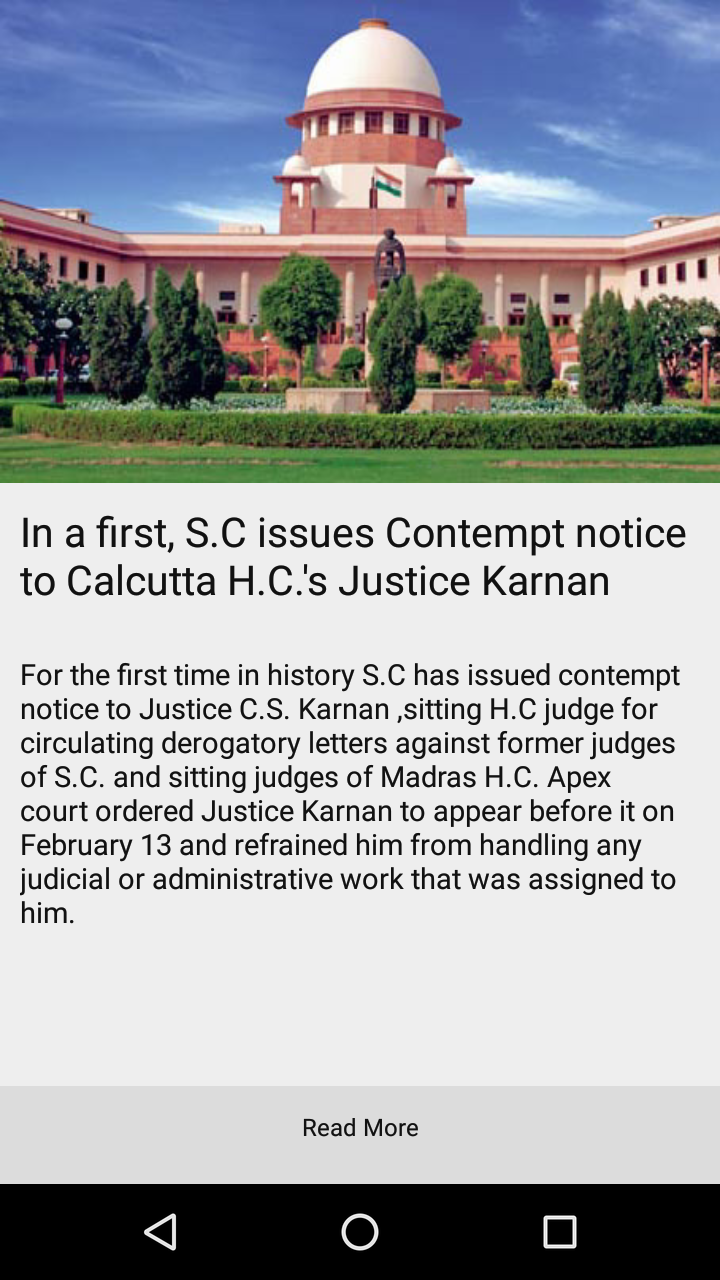 In a first, S.C issues Contempt notice
to Calcutta H.C.'s Justice Karnan
For the first time in history S.C has issued contempt
notice to Justice C.S. Karnan ,sitting H.C judge for
circulating derogatory letters against former judges
of S.C. and sitting judges of Madras H.C. Apex
court ordered Justice Karnan to appear before it on
February 13 and refrained him from handling any
judicial or administrative work that was assigned to
him.
Read More